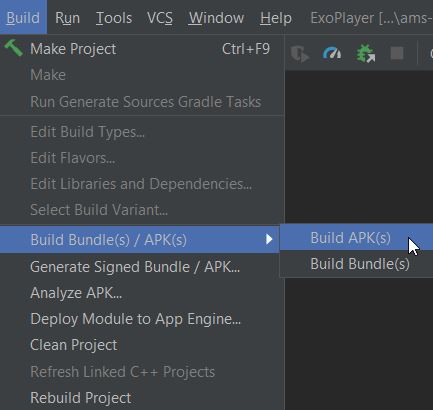 Build Run Tools VCS Window Help ExoPlayer [...\ams-
Make Project Ctrl+F9
Make
Run Generate Sources Gradle Tasks
Edit Build Types...
Edit Flavors...
Edit Libraries and Dependencies...
Select Build Variant...
Build Bundle(s) / APK(s)
Build APK(s)
Build Bundle(s)
Generate Signed Bundle / APK...
Analyze APK...
Deploy Module to App Engine...
Clean Project
Refresh Linked C++ Projects
Rebuild Project